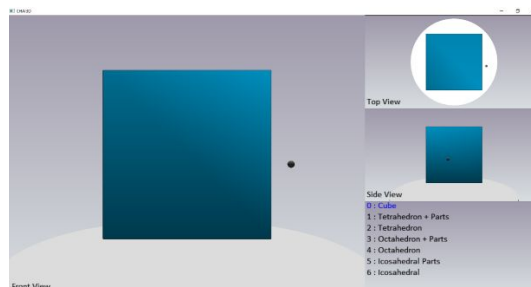 Top View
Side View
0 : Cube
1 : Tetrahedron + Parts
2 : Tetrahedron
3 : Octahedron + Parts
4 : Octahedron
5 : Icosahedral Parts
6 : Icosahedral
Front View